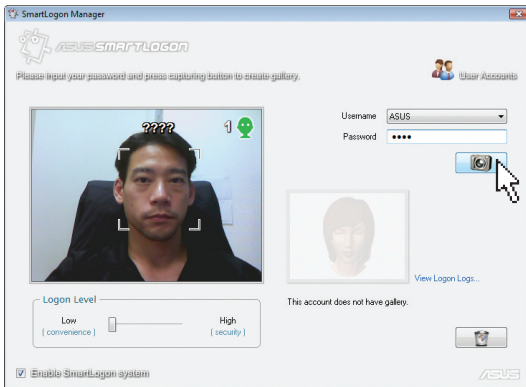 SmartLogon Manager
ASUS SMARTLOGON
Please input your password and press capturing button to create gallery.
User Accounts
????
1
Username ASUS
Password ••••
View Logon Logs...
This account does not have gallery.
Logon Level
Low High
( convenience ) ( security )
Enable SmartLogon system
ASUS